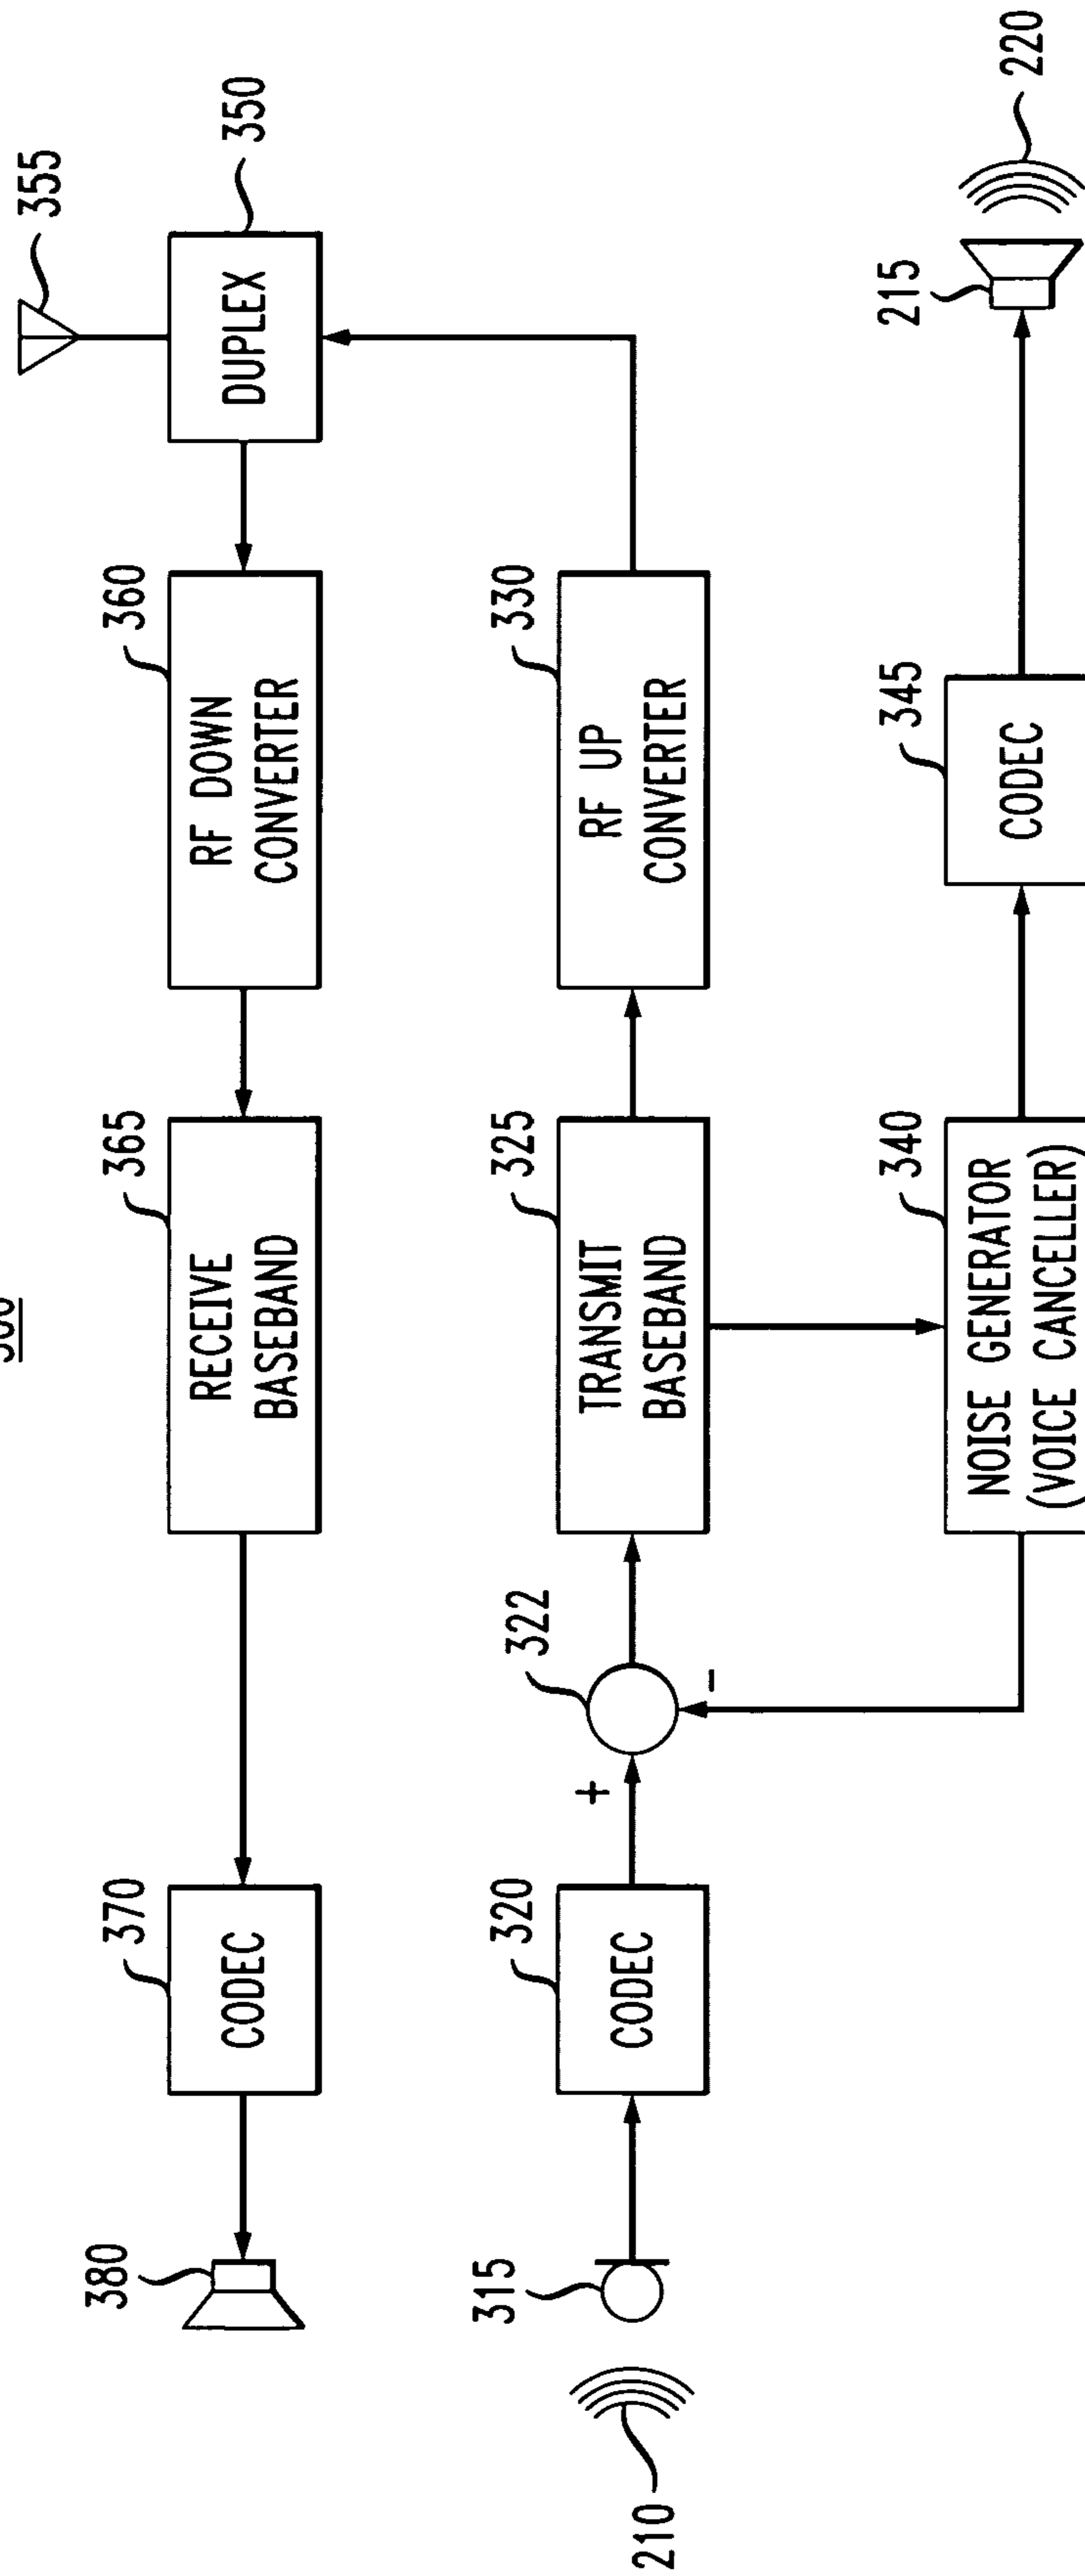 355
380
370
CODEC
365
RECEIVE
BASEBAND
360
RF DOWN
CONVERTER
350
DUPLEX
210
315
320
CODEC
+
322
-
325
TRANSMIT
BASEBAND
330
RF UP
CONVERTER
340
NOISE GENERATOR
(VOICE CANCELLER)
345
CODEC
215
220